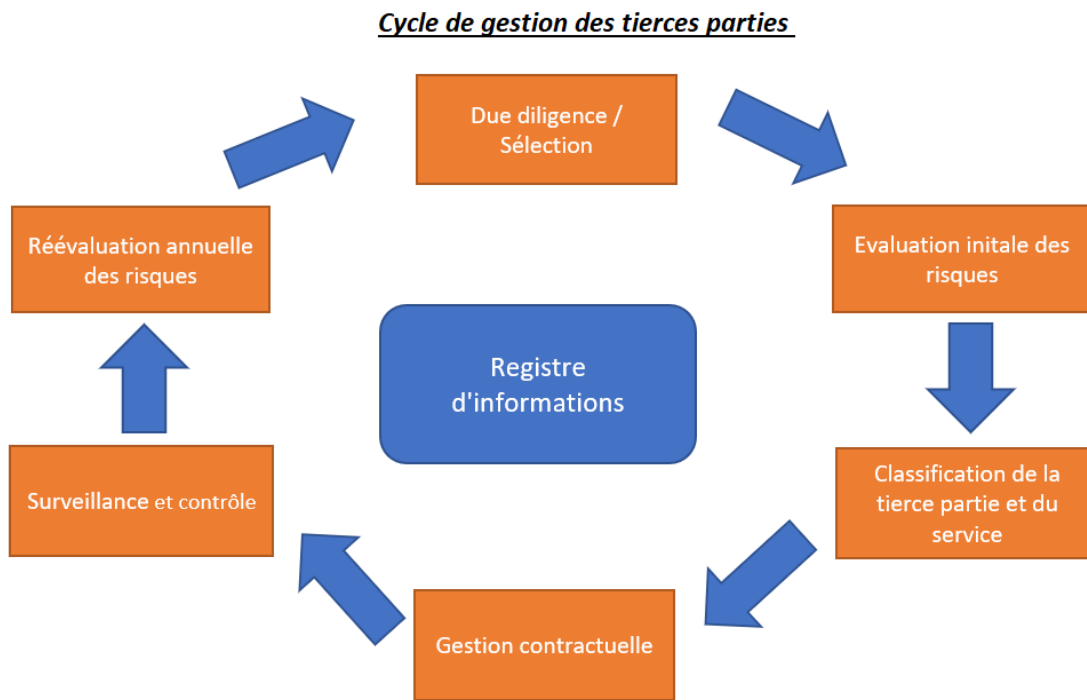 Cycle de gestion des tierces parties
Due diligence /
Sélection
Evaluation initale des
risques
Classification de la
tierce partie et du
service
Gestion contractuelle
Surveillance et contrôle
Réévaluation annuelle
des risques
Registre
d'informations